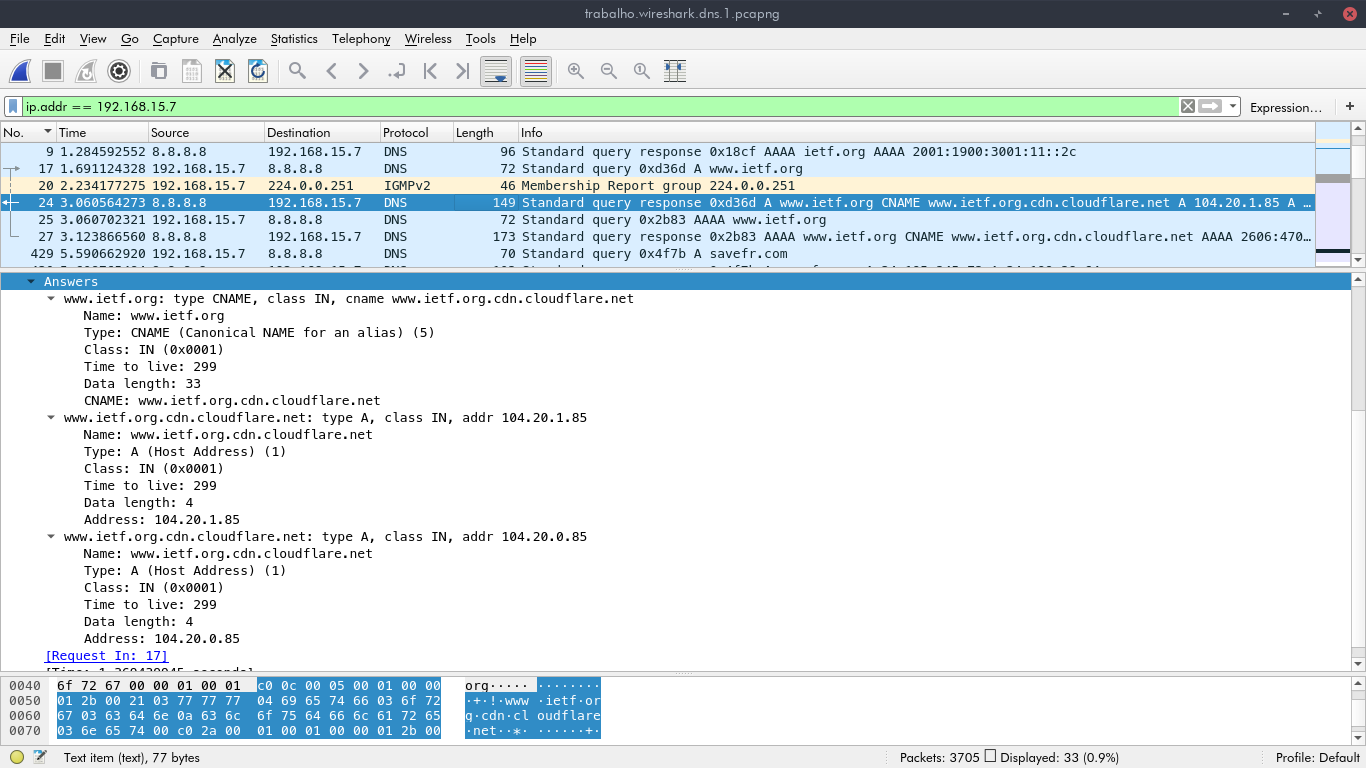 trabalho.wireshark.dns.1.pcapng
File Edit View Go Capture Analyze Statistics Telephony Wireless Tools Help
ip.addr == 192.168.15.7 Expression… +
No. Time Source Destination Protocol Length Info
9 1.284592552 8.8.8.8 192.168.15.7 DNS 96 Standard query response 0x18cf AAAA ietf.org AAAA 2001:1900:3001:11::2c
17 1.691124328 192.168.15.7 8.8.8.8 DNS 72 Standard query 0xd36d A www.ietf.org
20 2.234177275 192.168.15.7 224.0.0.251 IGMPv2 46 Membership Report group 224.0.0.251
24 3.060564273 8.8.8.8 192.168.15.7 DNS 149 Standard query response 0xd36d A www.ietf.org CNAME www.ietf.org.cdn.cloudflare.net A 104.20.1.85 A …
25 3.060702321 192.168.15.7 8.8.8.8 DNS 72 Standard query 0x2b83 AAAA www.ietf.org
27 3.123866560 8.8.8.8 192.168.15.7 DNS 173 Standard query response 0x2b83 AAAA www.ietf.org CNAME www.ietf.org.cdn.cloudflare.net AAAA 2606:470…
429 5.590662920 192.168.15.7 8.8.8.8 DNS 70 Standard query 0x4f7b A savefr.com
Answers
www.ietf.org: type CNAME, class IN, cname www.ietf.org.cdn.cloudflare.net
Name: www.ietf.org
Type: CNAME (Canonical NAME for an alias) (5)
Class: IN (0x0001)
Time to live: 299
Data length: 33
CNAME: www.ietf.org.cdn.cloudflare.net
www.ietf.org.cdn.cloudflare.net: type A, class IN, addr 104.20.1.85
Name: www.ietf.org.cdn.cloudflare.net
Type: A (Host Address) (1)
Class: IN (0x0001)
Time to live: 299
Data length: 4
Address: 104.20.1.85
www.ietf.org.cdn.cloudflare.net: type A, class IN, addr 104.20.0.85
Name: www.ietf.org.cdn.cloudflare.net
Type: A (Host Address) (1)
Class: IN (0x0001)
Time to live: 299
Data length: 4
Address: 104.20.0.85
[Request In: 17]
0040 6f 72 67 00 00 01 00 01 c0 0c 00 05 00 01 00 00 org····· ········
0050 01 2b 00 21 03 77 77 77 04 69 65 74 66 03 6f 72 ·+·!·www ·ietf·or
0060 67 03 63 64 6e 0a 63 6c 6f 75 64 66 6c 61 72 65 g·cdn·cl oudflare
0070 03 6e 65 74 00 c0 2a 00 01 00 01 00 00 01 2b 00 ·net··*· ······+·
Text item (text), 77 bytes Packets: 3705 Displayed: 33 (0.9%) Profile: Default